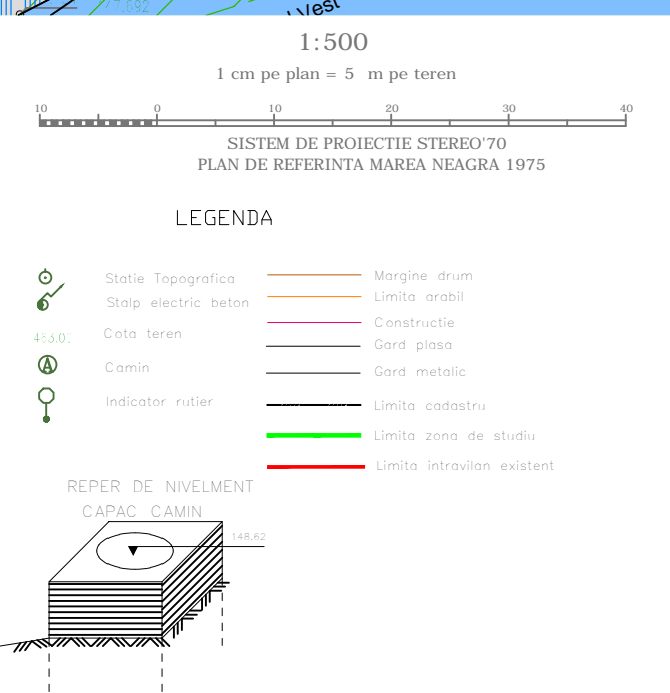 l Vest
1:500
1 cm pe plan = 5 m pe teren
10 0 10 20 30 40
SISTEM DE PROIECTIE STEREO'70
PLAN DE REFERINTA MAREA NEAGRA 1975
LEGENDA
Statie Topografica
Stalp electric beton
Cota teren
A Camin
Indicator rutier
Margine drum
Limita arabil
Constructie
Gard plasa
Gard metalic
Limita cadastru
Limita zona de studiu
Limita intravilan existent
REPER DE NIVELMENT
CAPAC CAMIN
148,62